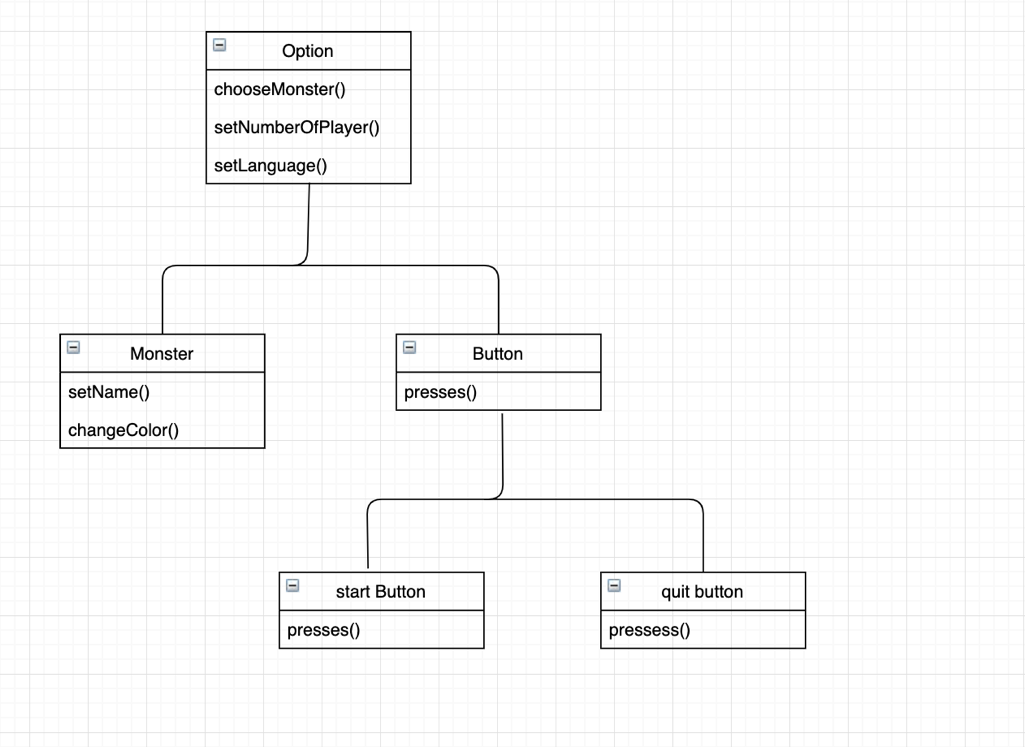 Option
chooseMonster()
setNumberOfPlayer()
setLanguage()
Monster
setName()
changeColor()
Button
presses()
start Button
presses()
quit button
pressess()